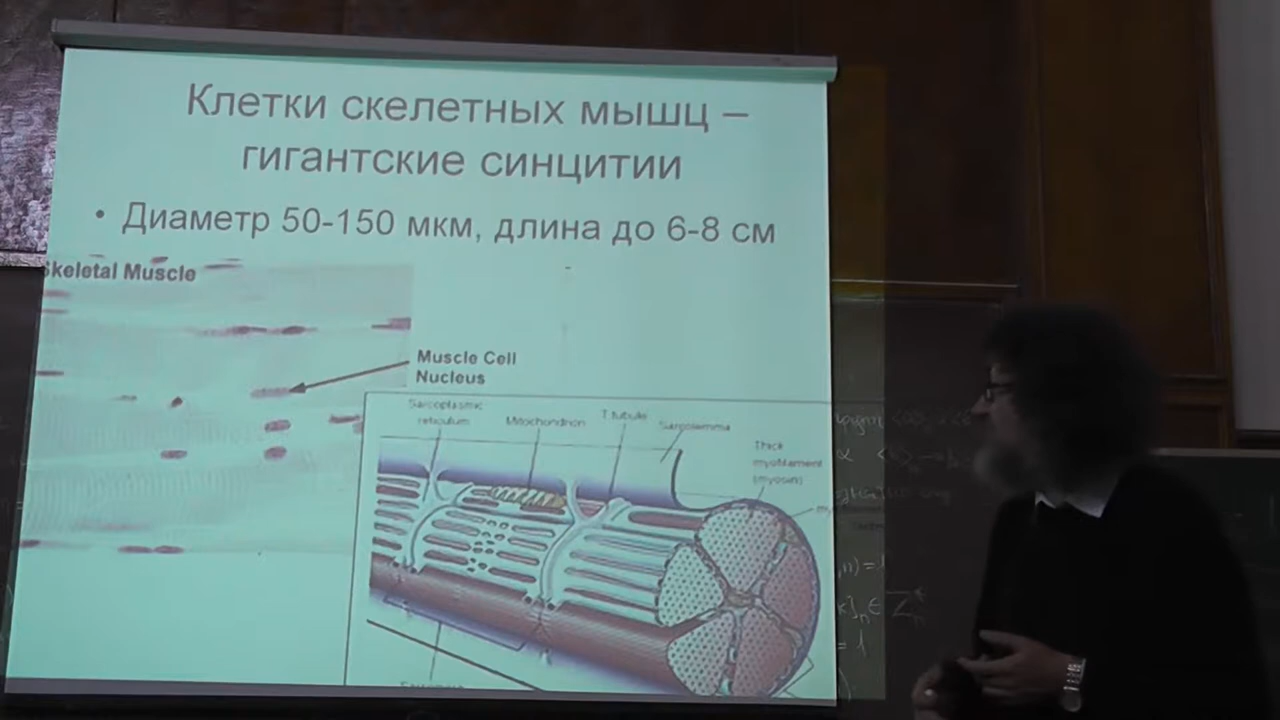 Клетки скелетных мышц –
гигантские синцитии
• Диаметр 50-150 мкм, длина до 6-8 см
Skeletal Muscle
Muscle Cell
Nucleus
Sarcoplasmic
reticulum
Mitochondrion
T tubule
Sarcolemma
Thick
myofilament
(myosin)